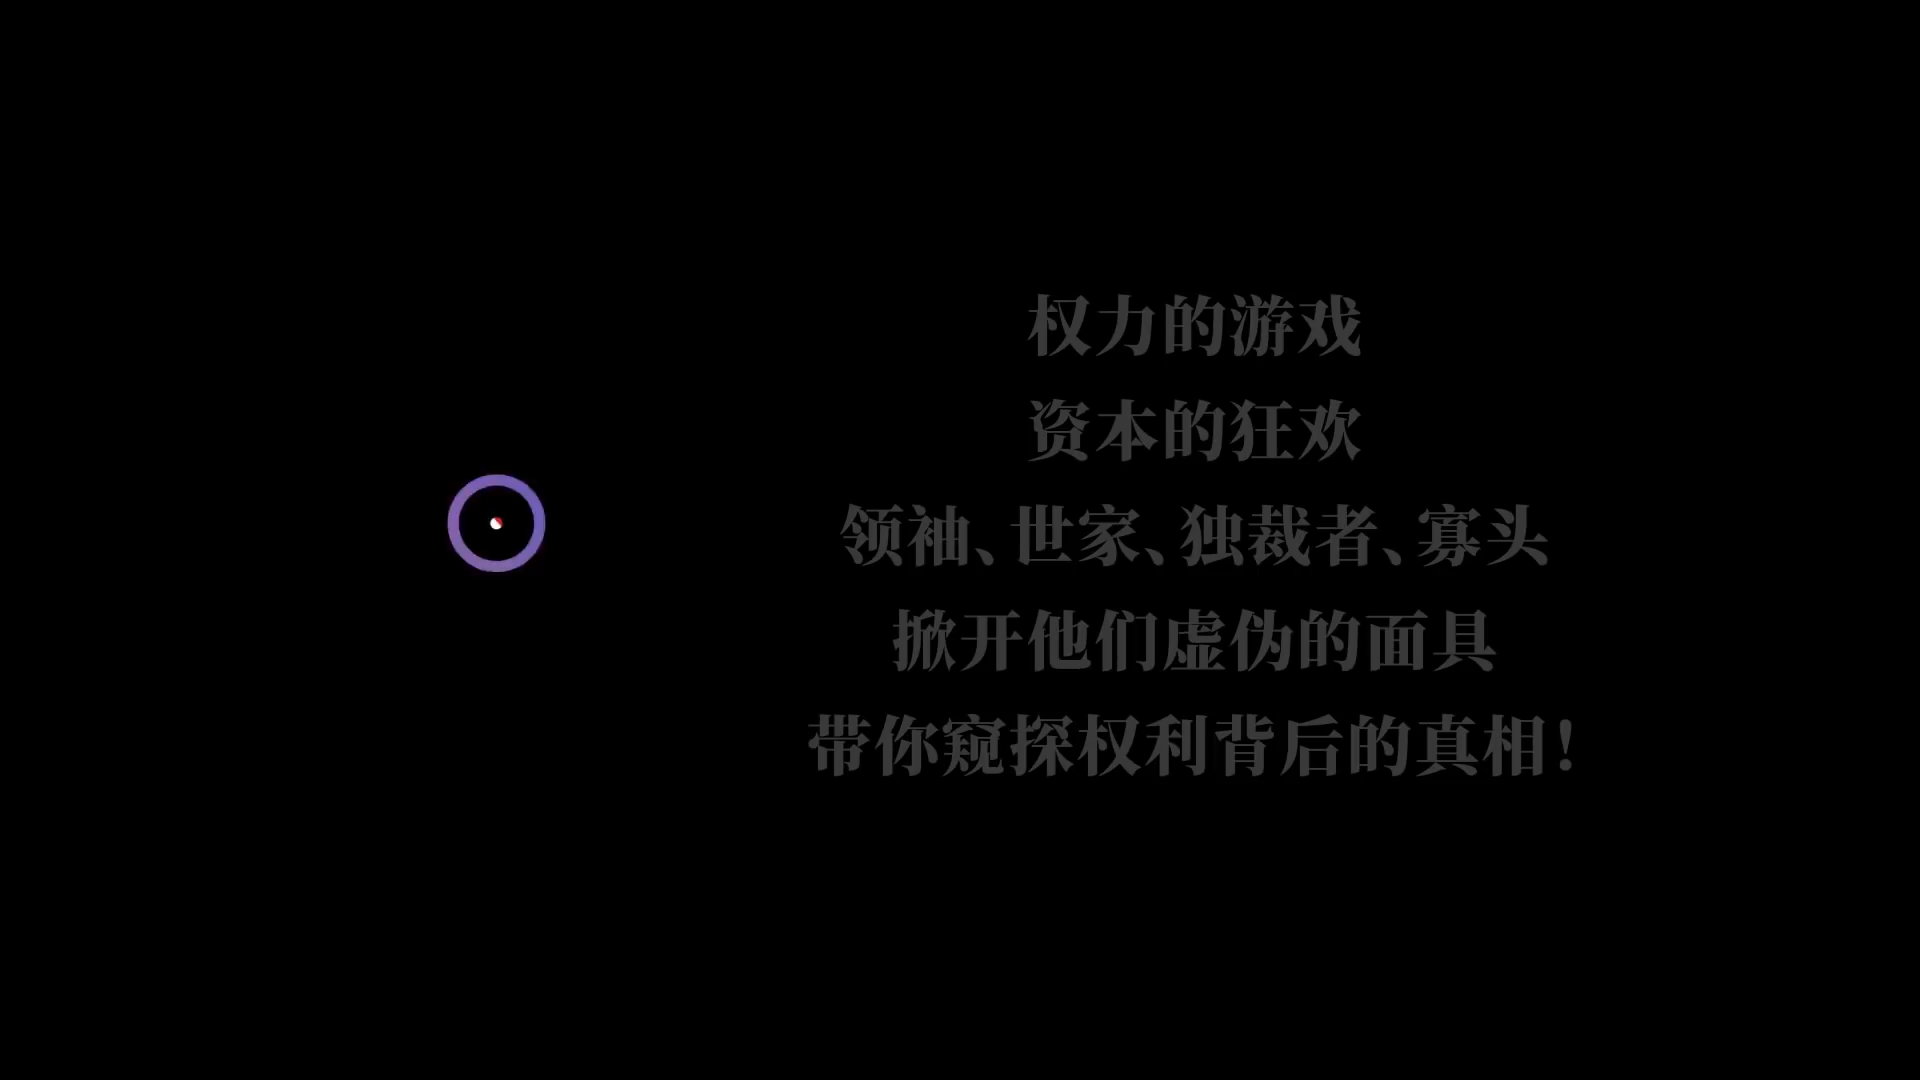 权力的游戏
资本的狂欢
领袖、世家、独裁者、寡头
掀开他们虚伪的面具
带你窥探权利背后的真相！